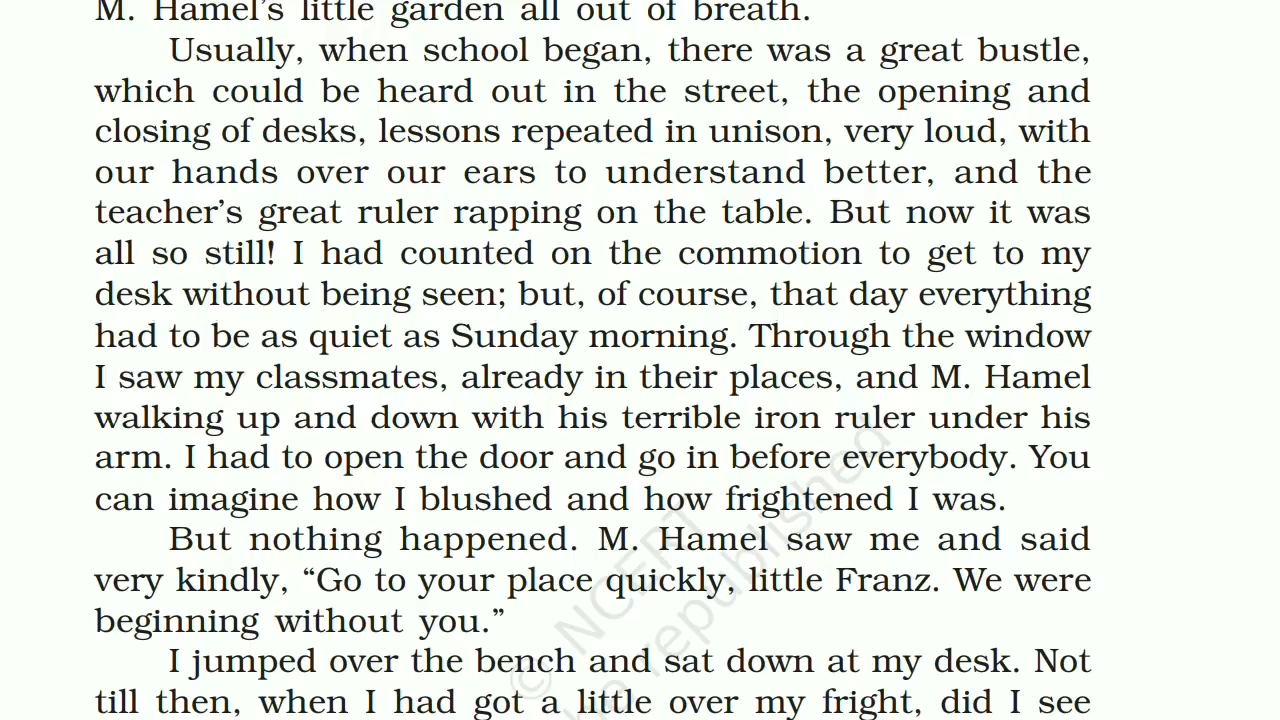 M. Hamel's little garden all out of breath.
Usually, when school began, there was a great bustle,
which could be heard out in the street, the opening and
closing of desks, lessons repeated in unison, very loud, with
our hands over our ears to understand better, and the
teacher's great ruler rapping on the table. But now it was
all so still! I had counted on the commotion to get to my
desk without being seen; but, of course, that day everything
had to be as quiet as Sunday morning. Through the window
I saw my classmates, already in their places, and M. Hamel
walking up and down with his terrible iron ruler under his
arm. I had to open the door and go in before everybody. You
can imagine how I blushed and how frightened I was.
But nothing happened. M. Hamel saw me and said
very kindly, “Go to your place quickly, little Franz. We were
beginning without you.”
I jumped over the bench and sat down at my desk. Not
till then, when I had got a little over my fright, did I see
© NCERT
be republished